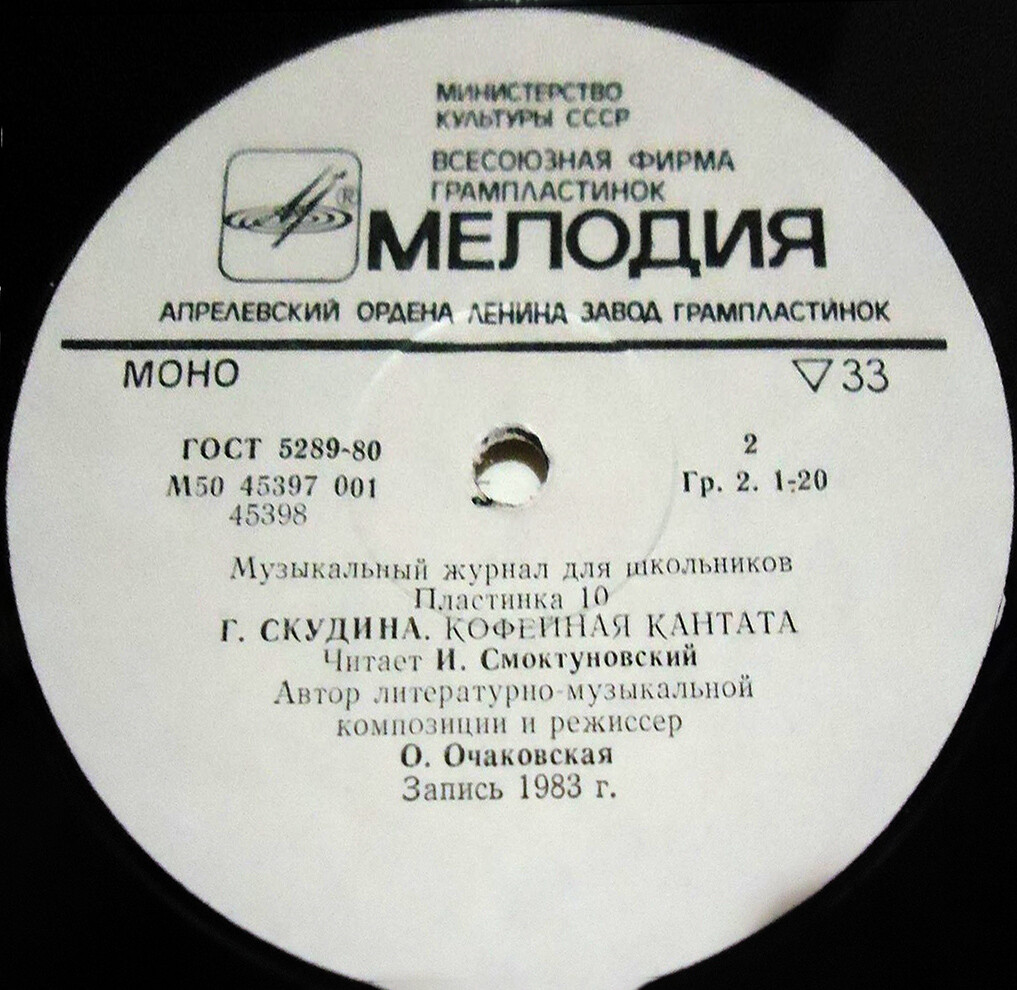 МИНИСТЕРСТВО
КУЛЬТУРЫ СССР
ВСЕСОЮЗНАЯ ФИРМА
ГРАМПЛАСТИНОК
®
МЕЛОДИЯ
АПРЕЛЕВСКИЙ ОРДЕНА ЛЕНИНА ЗАВОД ГРАМПЛАСТИНОК
МОНО ▽ 33
ГОСТ 5289-80 2
М50 45397 001 Гр. 2. 1-20
45398
Музыкальный журнал для школьников
Пластинка 10
Г. СКУДИНА. КОФЕЙНАЯ КАНТАТА
Читает И. Смоктуновский
Автор литературно-музыкальной
композиции и режиссер
О. Очаковская
Запись 1983 г.